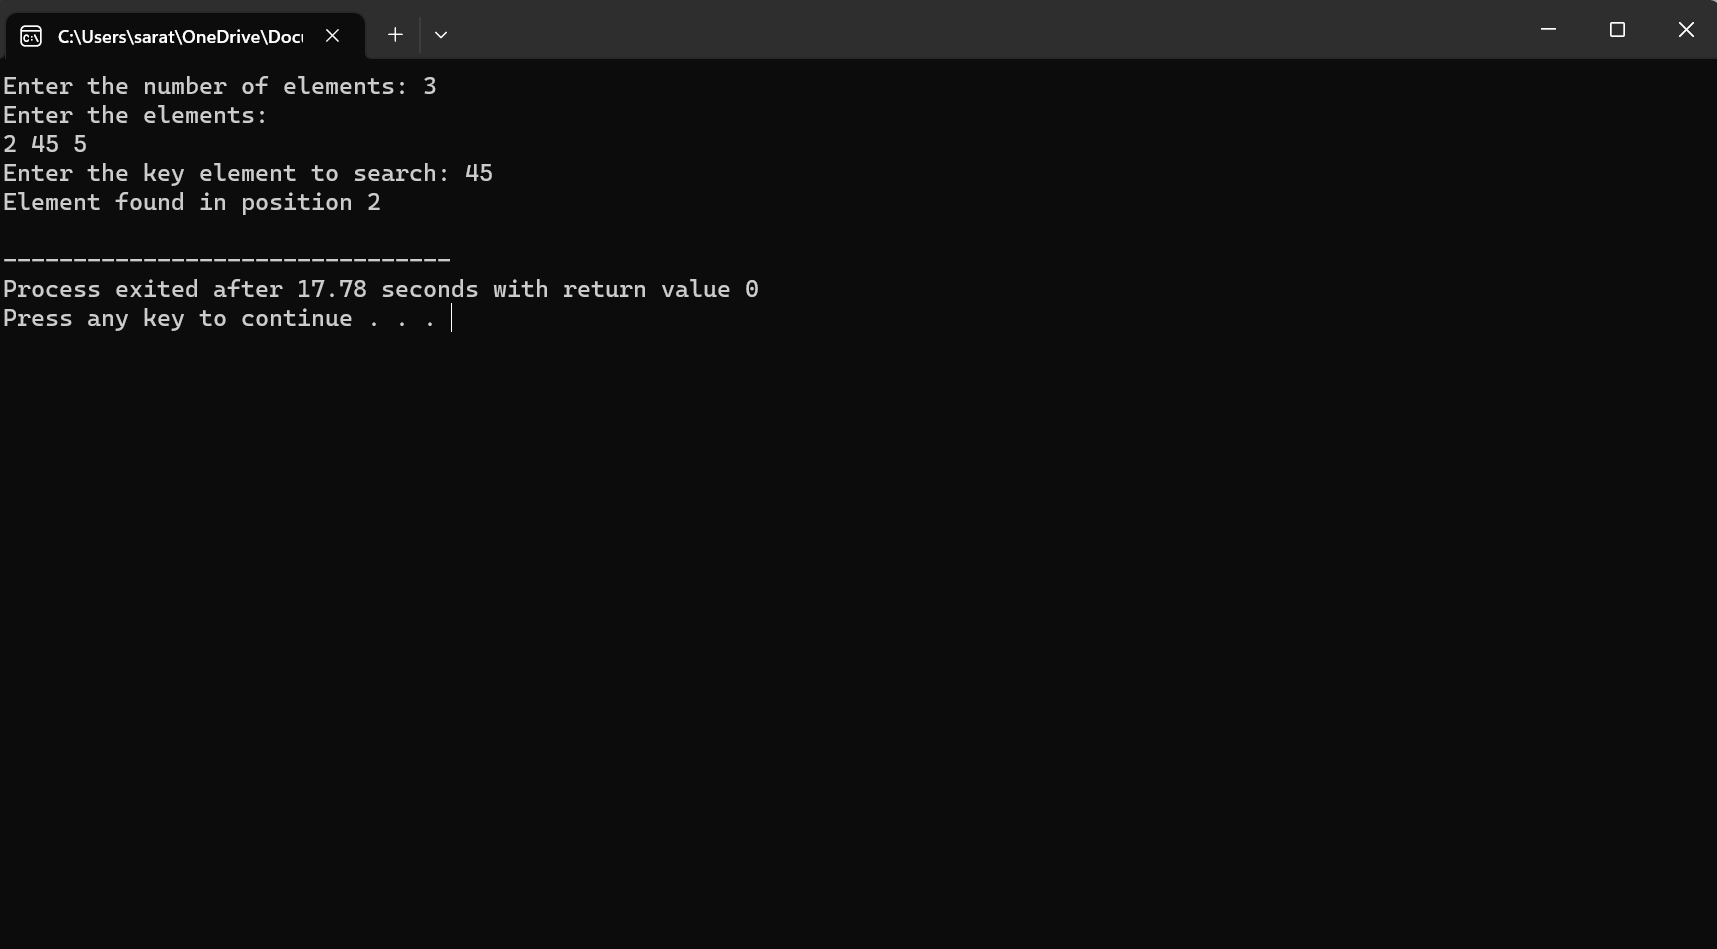 C:\Users\sarat\OneDrive\Doc
Enter the number of elements: 3
Enter the elements:
2 45 5
Enter the key element to search: 45
Element found in position 2
--------------------------------
Process exited after 17.78 seconds with return value 0
Press any key to continue . . .